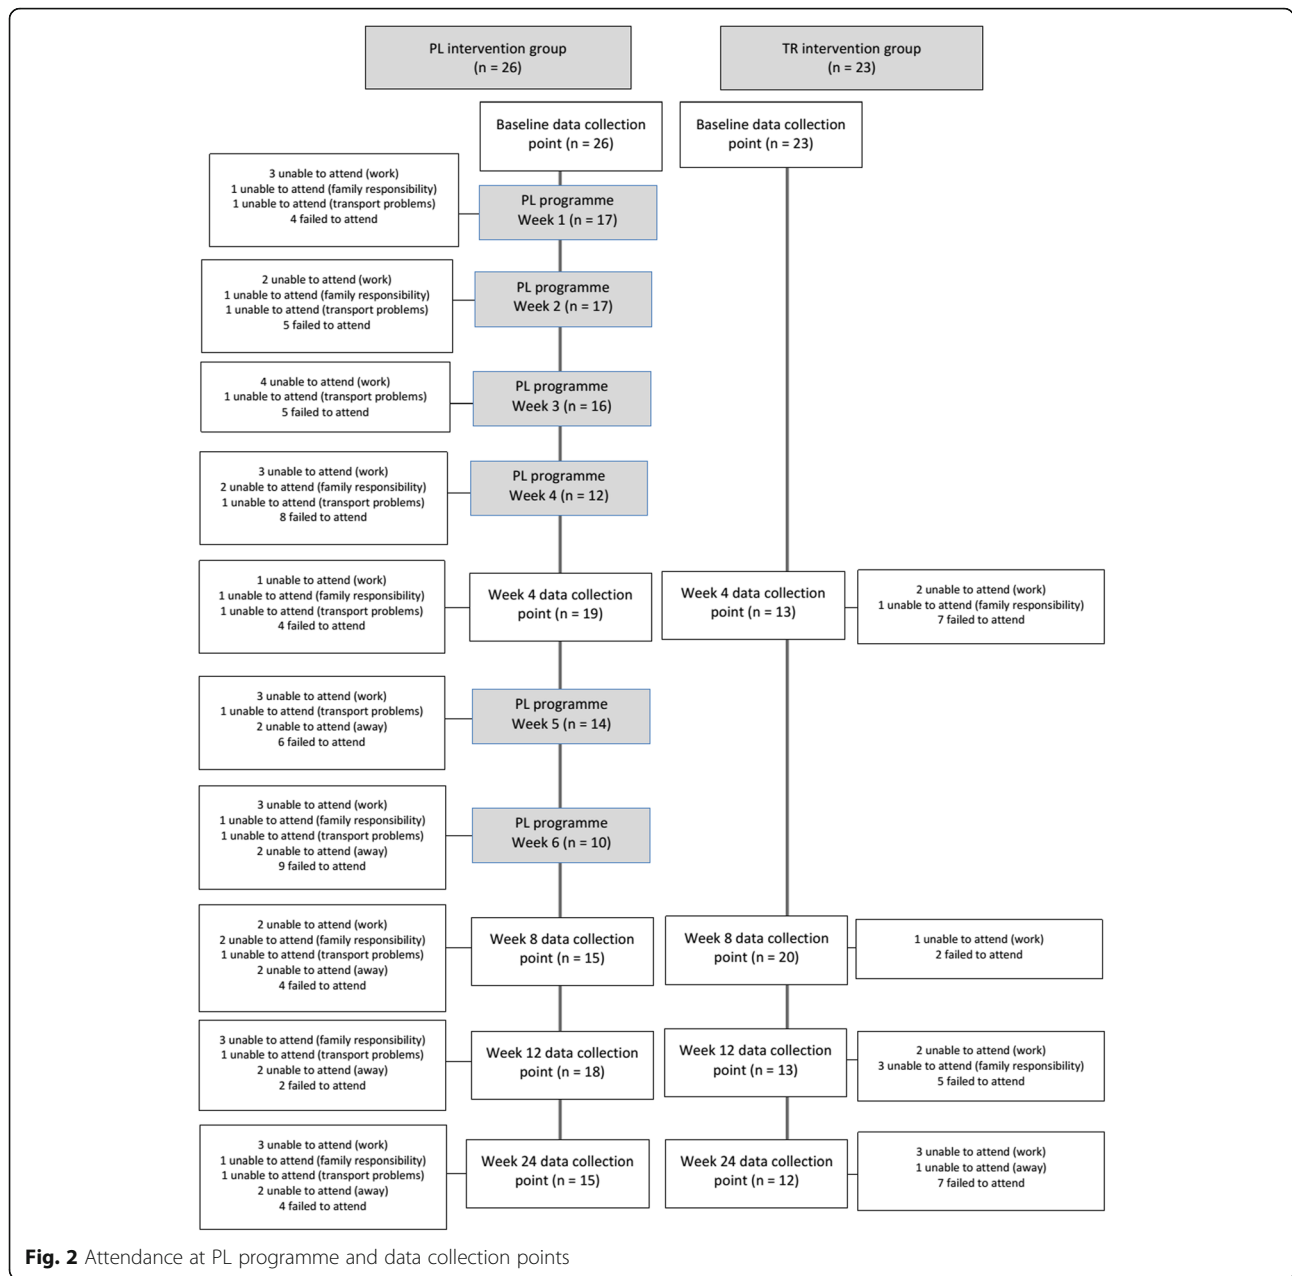 PL intervention group
(n = 26)
TR intervention group
(n = 23)
Baseline data collection
point (n = 26)
Baseline data collection
point (n = 23)
3 unable to attend (work)
1 unable to attend (family responsibility)
1 unable to attend (transport problems)
4 failed to attend
PL programme
Week 1 (n = 17)
2 unable to attend (work)
1 unable to attend (family responsibility)
1 unable to attend (transport problems)
5 failed to attend
PL programme
Week 2 (n = 17)
4 unable to attend (work)
1 unable to attend (transport problems)
5 failed to attend
PL programme
Week 3 (n = 16)
3 unable to attend (work)
2 unable to attend (family responsibility)
1 unable to attend (transport problems)
8 failed to attend
PL programme
Week 4 (n = 12)
1 unable to attend (work)
1 unable to attend (family responsibility)
1 unable to attend (transport problems)
4 failed to attend
Week 4 data collection
point (n = 19)
Week 4 data collection
point (n = 13)
2 unable to attend (work)
1 unable to attend (family responsibility)
7 failed to attend
3 unable to attend (work)
1 unable to attend (transport problems)
2 unable to attend (away)
6 failed to attend
PL programme
Week 5 (n = 14)
3 unable to attend (work)
1 unable to attend (family responsibility)
1 unable to attend (transport problems)
2 unable to attend (away)
9 failed to attend
PL programme
Week 6 (n = 10)
2 unable to attend (work)
2 unable to attend (family responsibility)
1 unable to attend (transport problems)
2 unable to attend (away)
4 failed to attend
Week 8 data collection
point (n = 15)
Week 8 data collection
point (n = 20)
1 unable to attend (work)
2 failed to attend
3 unable to attend (family responsibility)
1 unable to attend (transport problems)
2 unable to attend (away)
2 failed to attend
Week 12 data collection
point (n = 18)
Week 12 data collection
point (n = 13)
2 unable to attend (work)
3 unable to attend (family responsibility)
5 failed to attend
3 unable to attend (work)
1 unable to attend (family responsibility)
1 unable to attend (transport problems)
2 unable to attend (away)
4 failed to attend
Week 24 data collection
point (n = 15)
Week 24 data collection
point (n = 12)
3 unable to attend (work)
1 unable to attend (away)
7 failed to attend
Fig. 2 Attendance at PL programme and data collection points